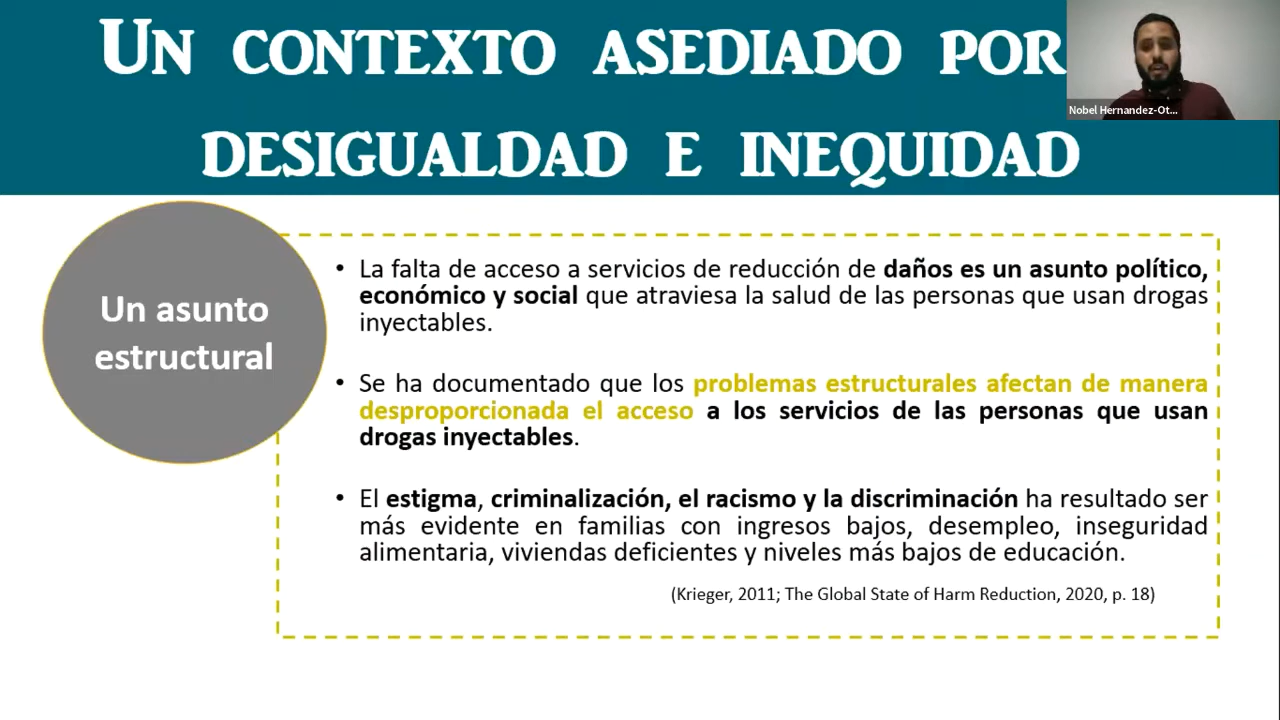 Un contexto asediado por
desigualdad e inequidad
Nobel Hernandez-Ot...
Un asunto
estructural
• La falta de acceso a servicios de reducción de daños es un asunto político,
económico y social que atraviesa la salud de las personas que usan drogas
inyectables.
• Se ha documentado que los problemas estructurales afectan de manera
desproporcionada el acceso a los servicios de las personas que usan
drogas inyectables.
• El estigma, criminalización, el racismo y la discriminación ha resultado ser
más evidente en familias con ingresos bajos, desempleo, inseguridad
alimentaria, viviendas deficientes y niveles más bajos de educación.
(Krieger, 2011; The Global State of Harm Reduction, 2020, p. 18)